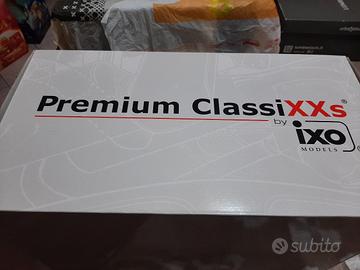 Premium ClassiXXs®
by ixo®
MODELS
subito